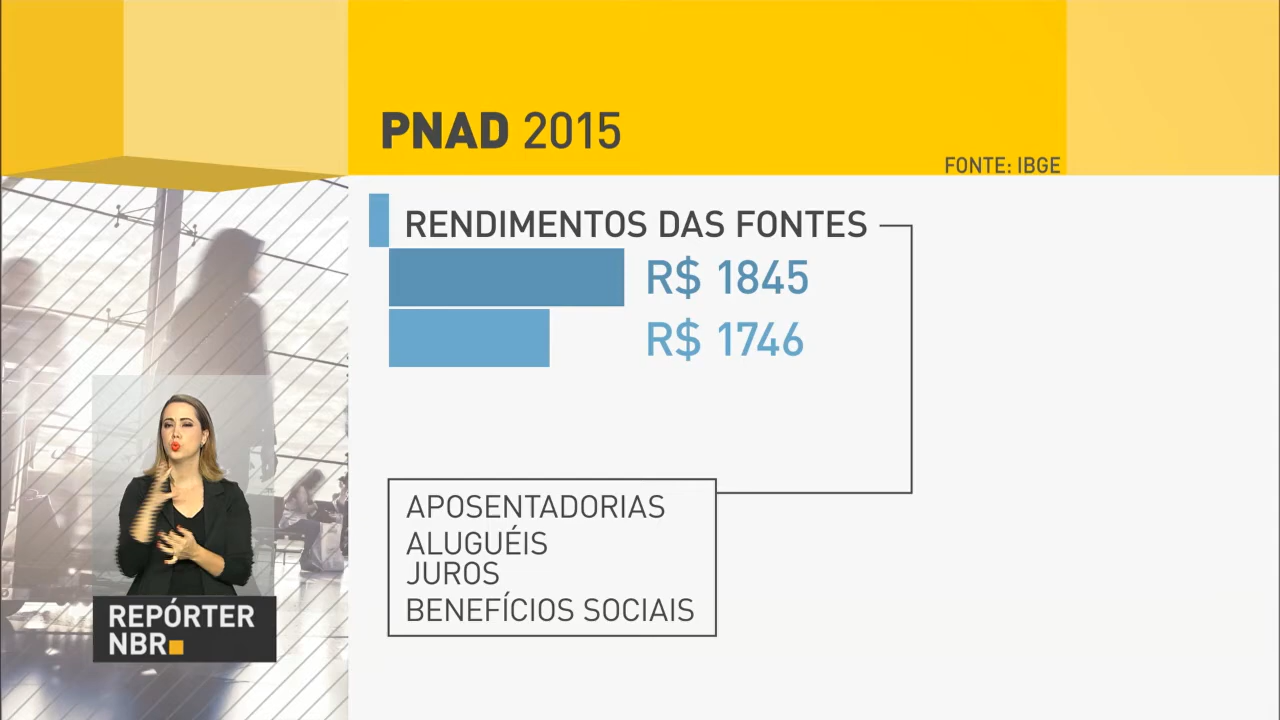 PNAD 2015
FONTE: IBGE
RENDIMENTOS DAS FONTES
R$ 1845
R$ 1746
APOSENTADORIAS
ALUGUÉIS
JUROS
BENEFÍCIOS SOCIAIS
REPÓRTER
NBR